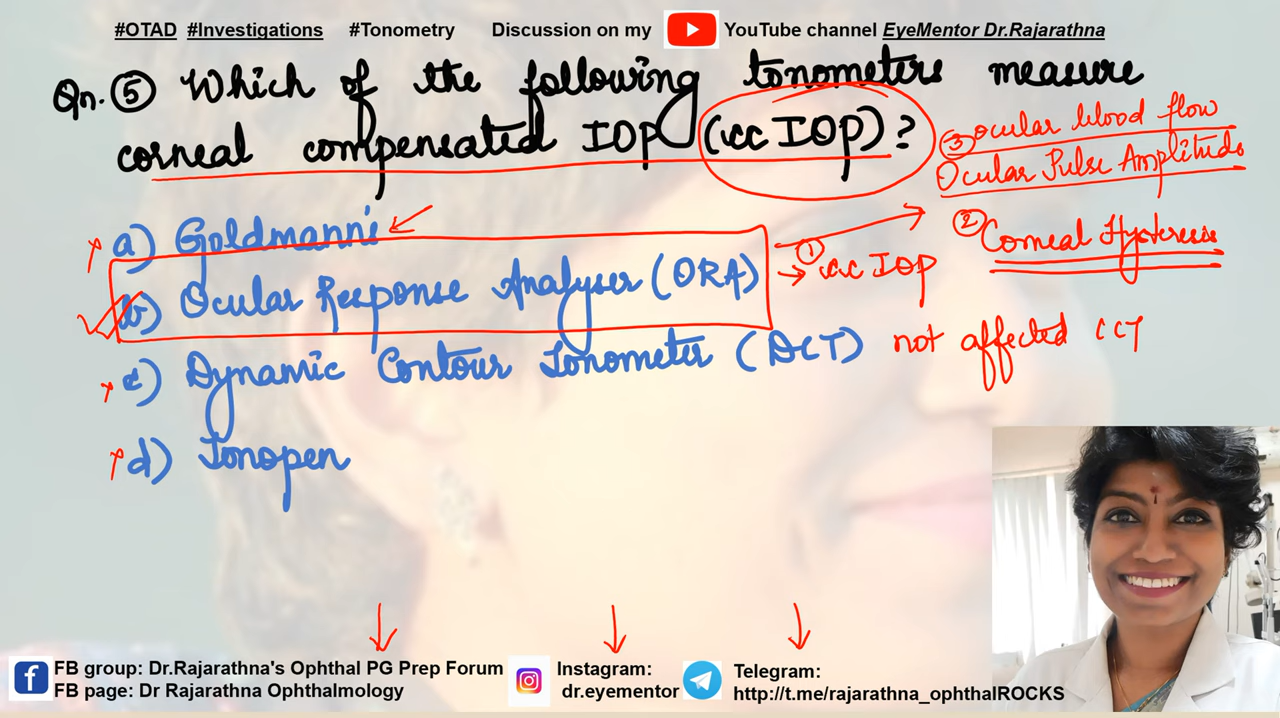 #OTAD #Investigations #Tonometry Discussion on my YouTube channel EyeMentor Dr.Rajarathna
Qn. 5 Which of the following tonometers measure
corneal compensated IOP (cc IOP) ?
3 ocular blood flow
Ocular Pulse Amplitude
a) Goldmann
2 Corneal Hysteresis
b) Ocular Response Analyser (ORA)
1 → cc IOP
c) Dynamic Contour Tonometer (DCT) not affected CCT
d) Tonopen
FB group: Dr.Rajarathna's Ophthal PG Prep Forum
FB page: Dr Rajarathna Ophthalmology
Instagram:
dr.eyementor
Telegram:
http://t.me/rajarathna_ophthalROCKS